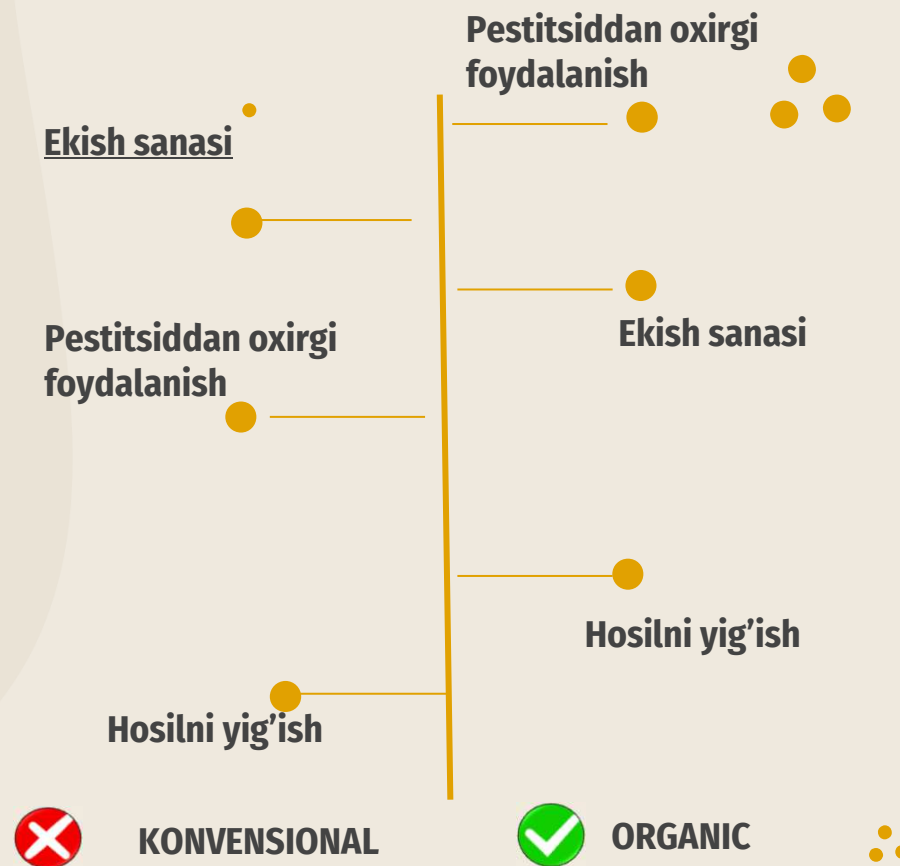 Pestitsiddan oxirgi
foydalanish
Ekish sanasi
Ekish sanasi
Pestitsiddan oxirgi
foydalanish
Hosilni yig’ish
Hosilni yig’ish
KONVENSIONAL
ORGANIC